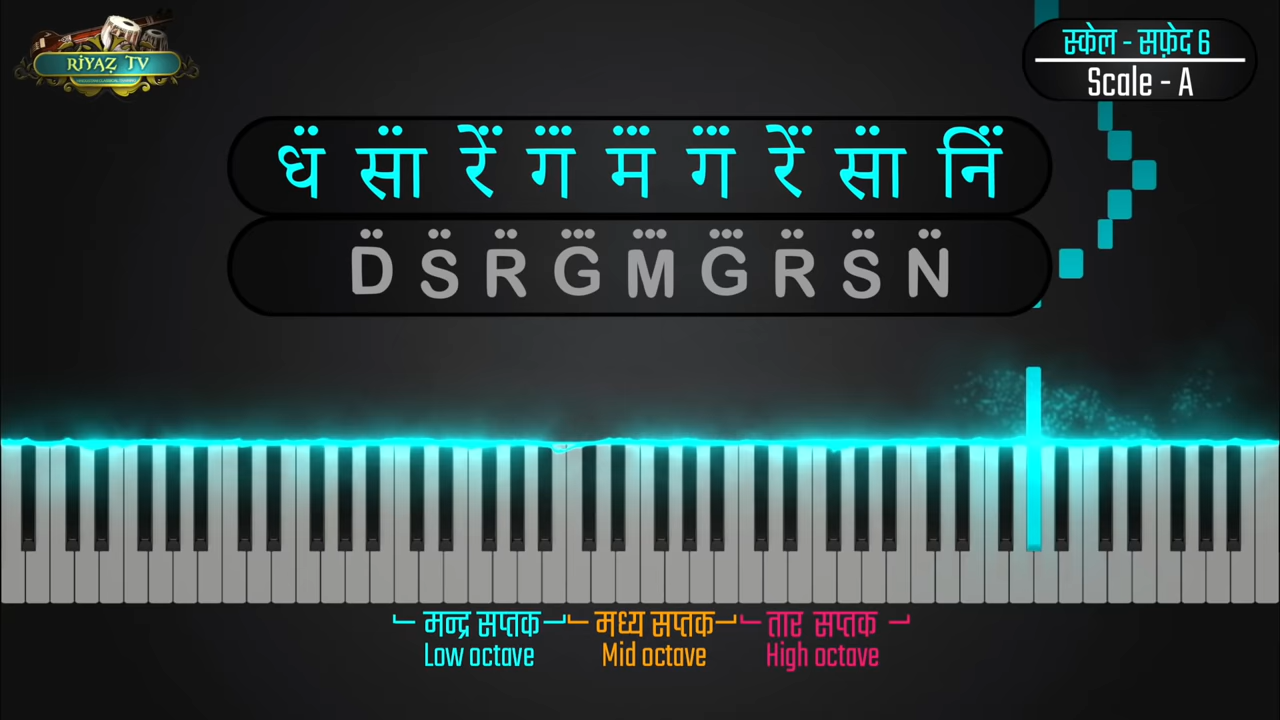 RIYAZ TV
स्केल - सफ़ेद 6
Scale - A
धं̈ सां̈ रें̈ गं̈ मं̈ गं̈ रें̈ सां̈ निं̈
D̈ S̈ R̈ G⃛ M⃛ G⃛ R̈ S̈ N̈
मन्द्र सप्तक मध्य सप्तक तार सप्तक
Low octave Mid octave High octave